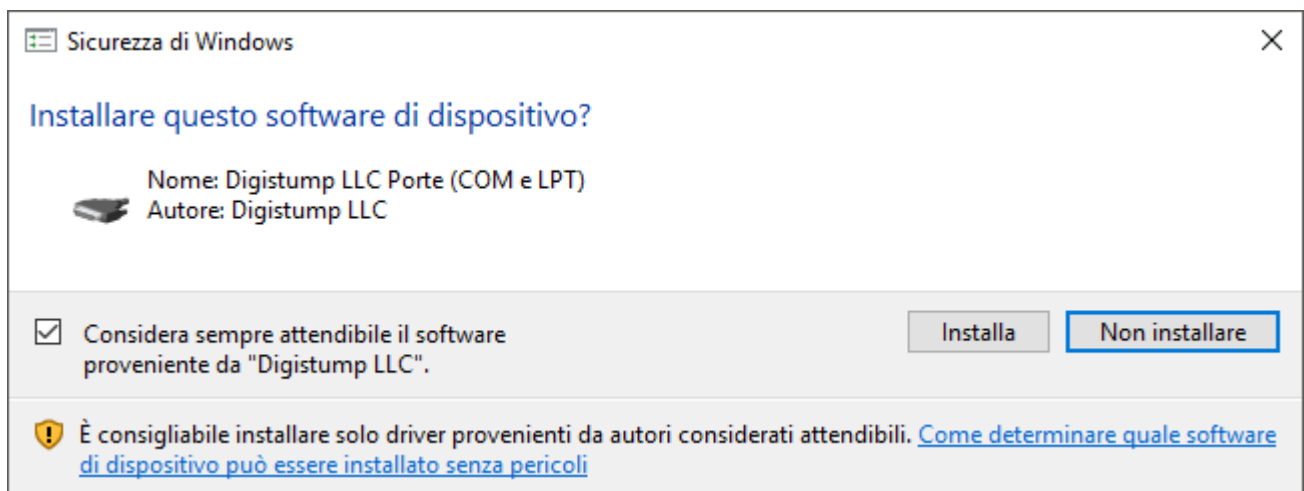 Sicurezza di Windows
Installare questo software di dispositivo?
Nome: Digistump LLC Porte (COM e LPT)
Autore: Digistump LLC
Considera sempre attendibile il software
proveniente da "Digistump LLC".
Installa
Non installare
È consigliabile installare solo driver provenienti da autori considerati attendibili. Come determinare quale software
di dispositivo può essere installato senza pericoli